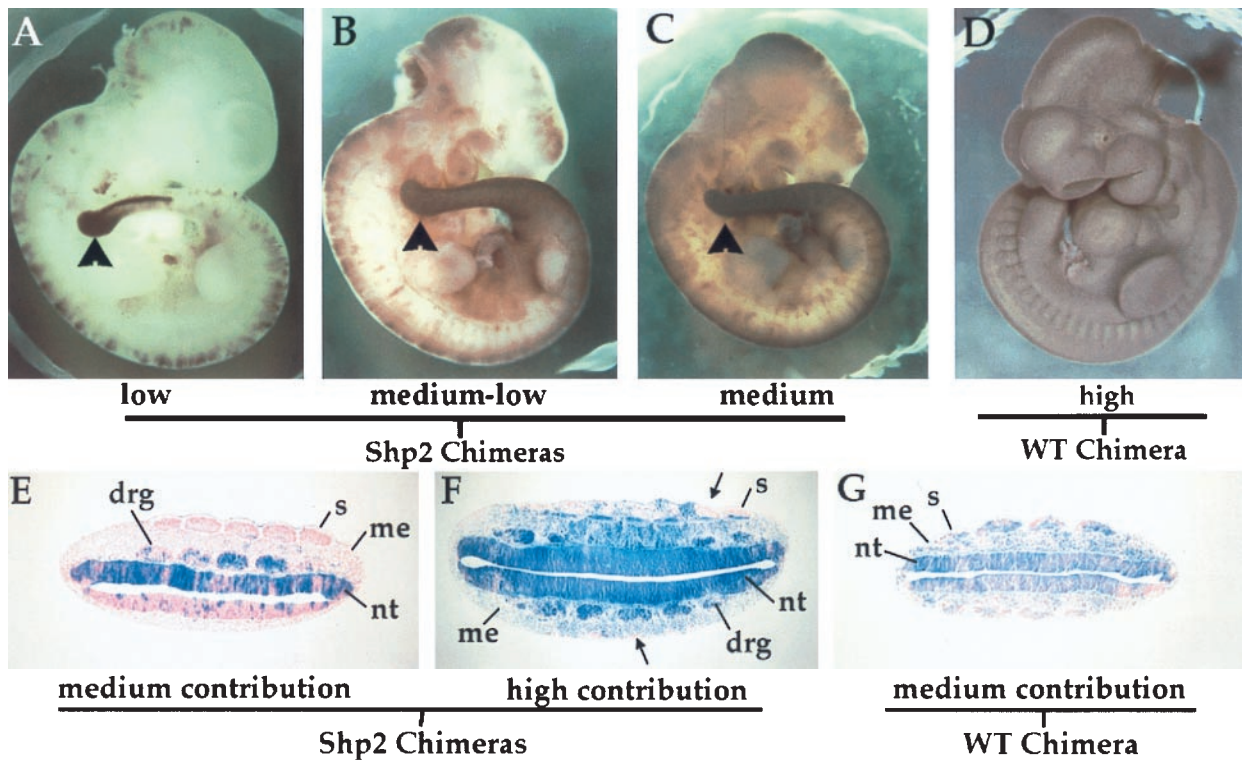 A B C D
low medium-low medium high
Shp2 Chimeras WT Chimera
E F G
drg s me nt
s me nt drg
me s nt
medium contribution high contribution medium contribution
Shp2 Chimeras WT Chimera